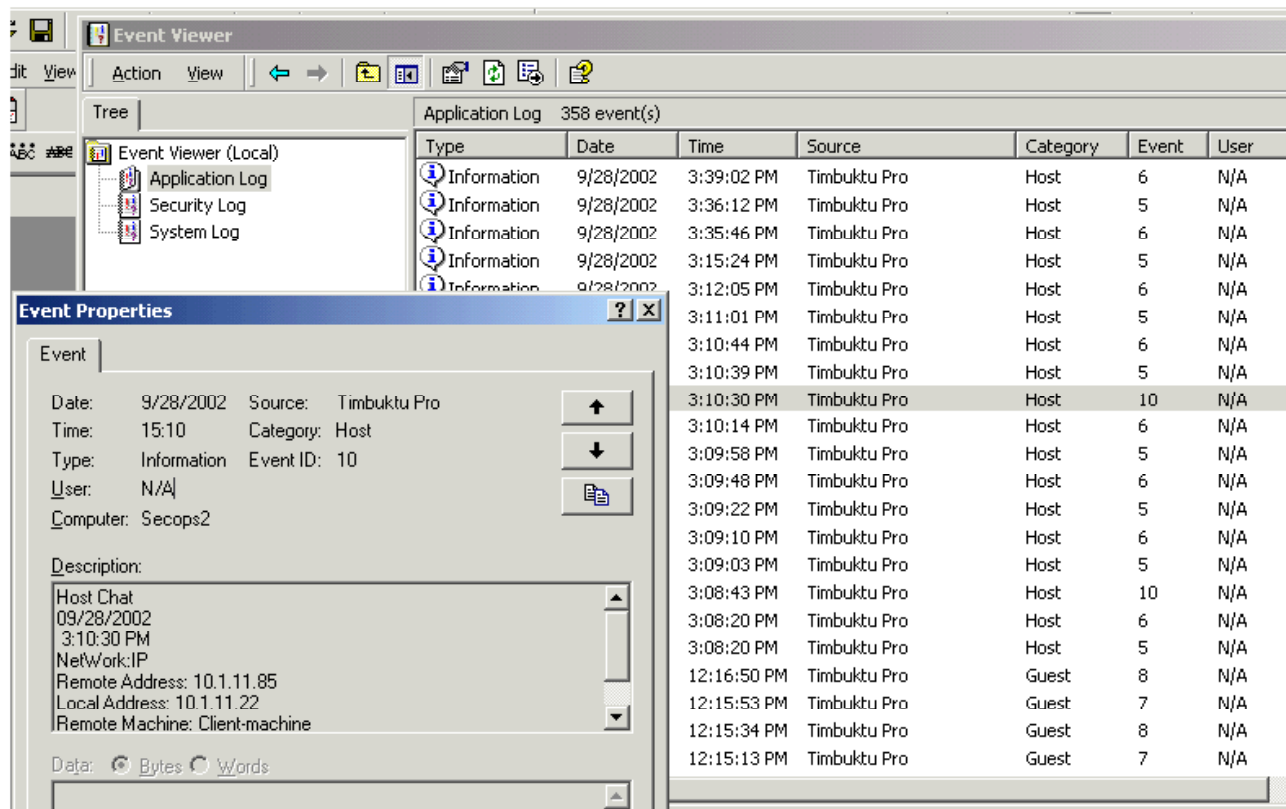 Event Viewer
dit View
Action View
Tree
Application Log 358 event(s)
ABC ABC
Event Viewer (Local)
Application Log
Security Log
System Log
Type Date Time Source Category Event User
Information 9/28/2002 3:39:02 PM Timbuktu Pro Host 6 N/A
Information 9/28/2002 3:36:12 PM Timbuktu Pro Host 5 N/A
Information 9/28/2002 3:35:46 PM Timbuktu Pro Host 6 N/A
Information 9/28/2002 3:15:24 PM Timbuktu Pro Host 5 N/A
Information 9/28/2002 3:12:05 PM Timbuktu Pro Host 6 N/A
3:11:01 PM Timbuktu Pro Host 5 N/A
3:10:44 PM Timbuktu Pro Host 6 N/A
3:10:39 PM Timbuktu Pro Host 5 N/A
3:10:30 PM Timbuktu Pro Host 10 N/A
3:10:14 PM Timbuktu Pro Host 6 N/A
3:09:58 PM Timbuktu Pro Host 5 N/A
3:09:48 PM Timbuktu Pro Host 6 N/A
3:09:22 PM Timbuktu Pro Host 5 N/A
3:09:10 PM Timbuktu Pro Host 6 N/A
3:09:03 PM Timbuktu Pro Host 5 N/A
3:08:43 PM Timbuktu Pro Host 10 N/A
3:08:20 PM Timbuktu Pro Host 6 N/A
3:08:20 PM Timbuktu Pro Host 5 N/A
12:16:50 PM Timbuktu Pro Guest 8 N/A
12:15:53 PM Timbuktu Pro Guest 7 N/A
12:15:34 PM Timbuktu Pro Guest 8 N/A
12:15:13 PM Timbuktu Pro Guest 7 N/A
Event Properties
Event
Date: 9/28/2002 Source: Timbuktu Pro
Time: 15:10 Category: Host
Type: Information Event ID: 10
User: N/A
Computer: Secops2
Description:
Host Chat
09/28/2002
3:10:30 PM
NetWork:IP
Remote Address: 10.1.11.85
Local Address: 10.1.11.22
Remote Machine: Client-machine
Data: Bytes Words